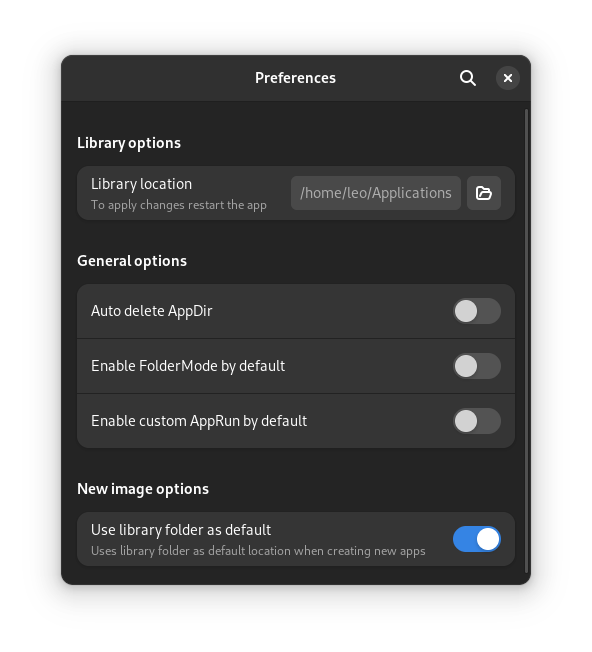 Preferences
Library options
Library location
To apply changes restart the app
/home/leo/Applications
General options
Auto delete AppDir
Enable FolderMode by default
Enable custom AppRun by default
New image options
Use library folder as default
Uses library folder as default location when creating new apps